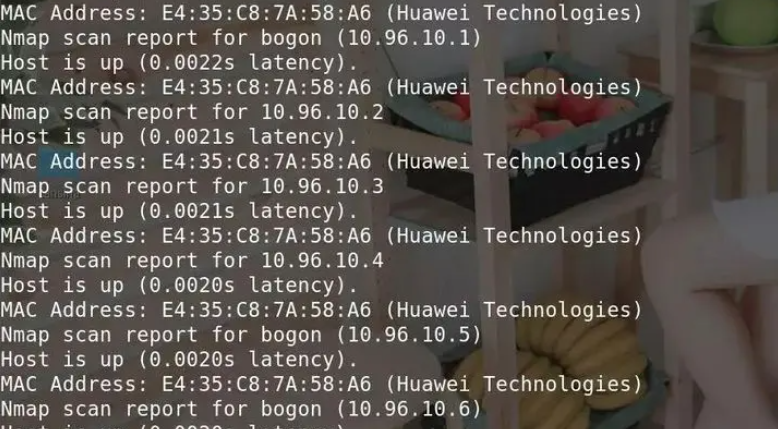 MAC Address: E4:35:C8:7A:58:A6 (Huawei Technologies)
Nmap scan report for bogon (10.96.10.1)
Host is up (0.0022s latency).
MAC Address: E4:35:C8:7A:58:A6 (Huawei Technologies)
Nmap scan report for 10.96.10.2
Host is up (0.0021s latency).
MAC Address: E4:35:C8:7A:58:A6 (Huawei Technologies)
Nmap scan report for 10.96.10.3
Host is up (0.0021s latency).
MAC Address: E4:35:C8:7A:58:A6 (Huawei Technologies)
Nmap scan report for 10.96.10.4
Host is up (0.0020s latency).
MAC Address: E4:35:C8:7A:58:A6 (Huawei Technologies)
Nmap scan report for bogon (10.96.10.5)
Host is up (0.0020s latency).
MAC Address: E4:35:C8:7A:58:A6 (Huawei Technologies)
Nmap scan report for bogon (10.96.10.6)